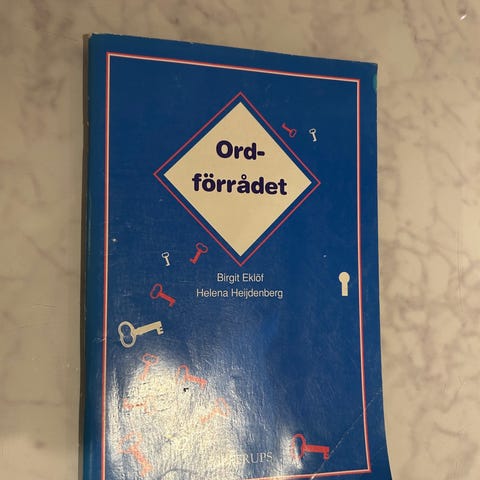 Ord-
förrådet
Birgit Eklöf
Helena Heijdenberg